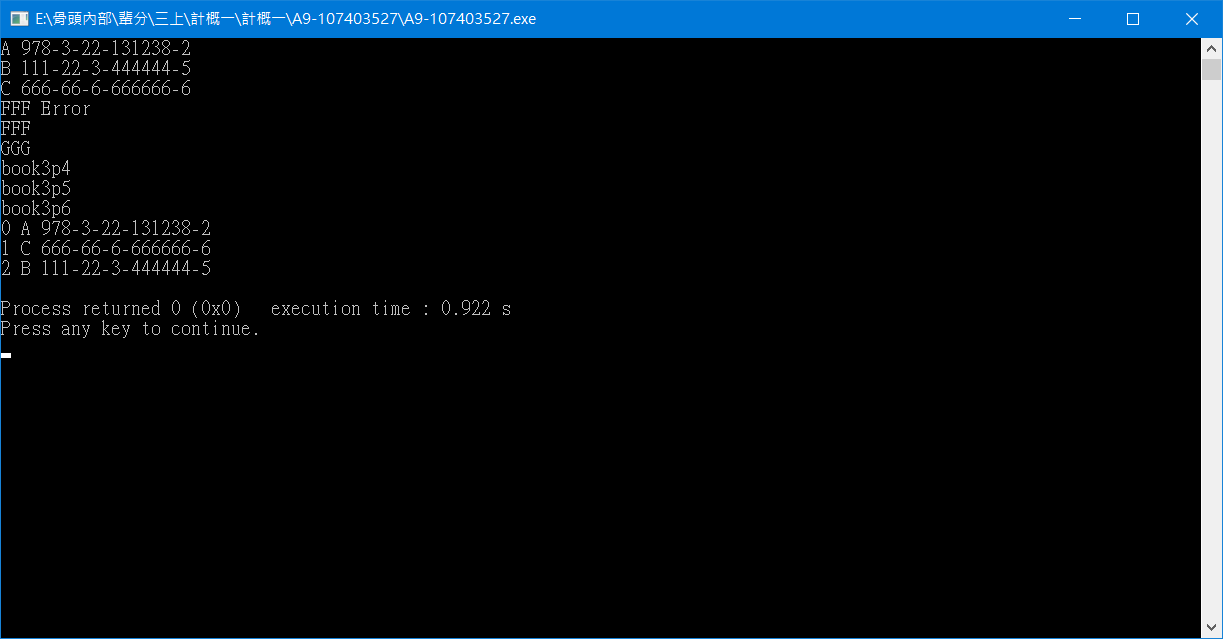 E:\骨頭內部\輩分\三上\計概一\計概一\A9-107403527\A9-107403527.exe
A 978-3-22-131238-2
B 111-22-3-444444-5
C 666-66-6-666666-6
FFF Error
FFF
GGG
book3p4
book3p5
book3p6
0 A 978-3-22-131238-2
1 C 666-66-6-666666-6
2 B 111-22-3-444444-5
Process returned 0 (0x0)   execution time : 0.922 s
Press any key to continue.